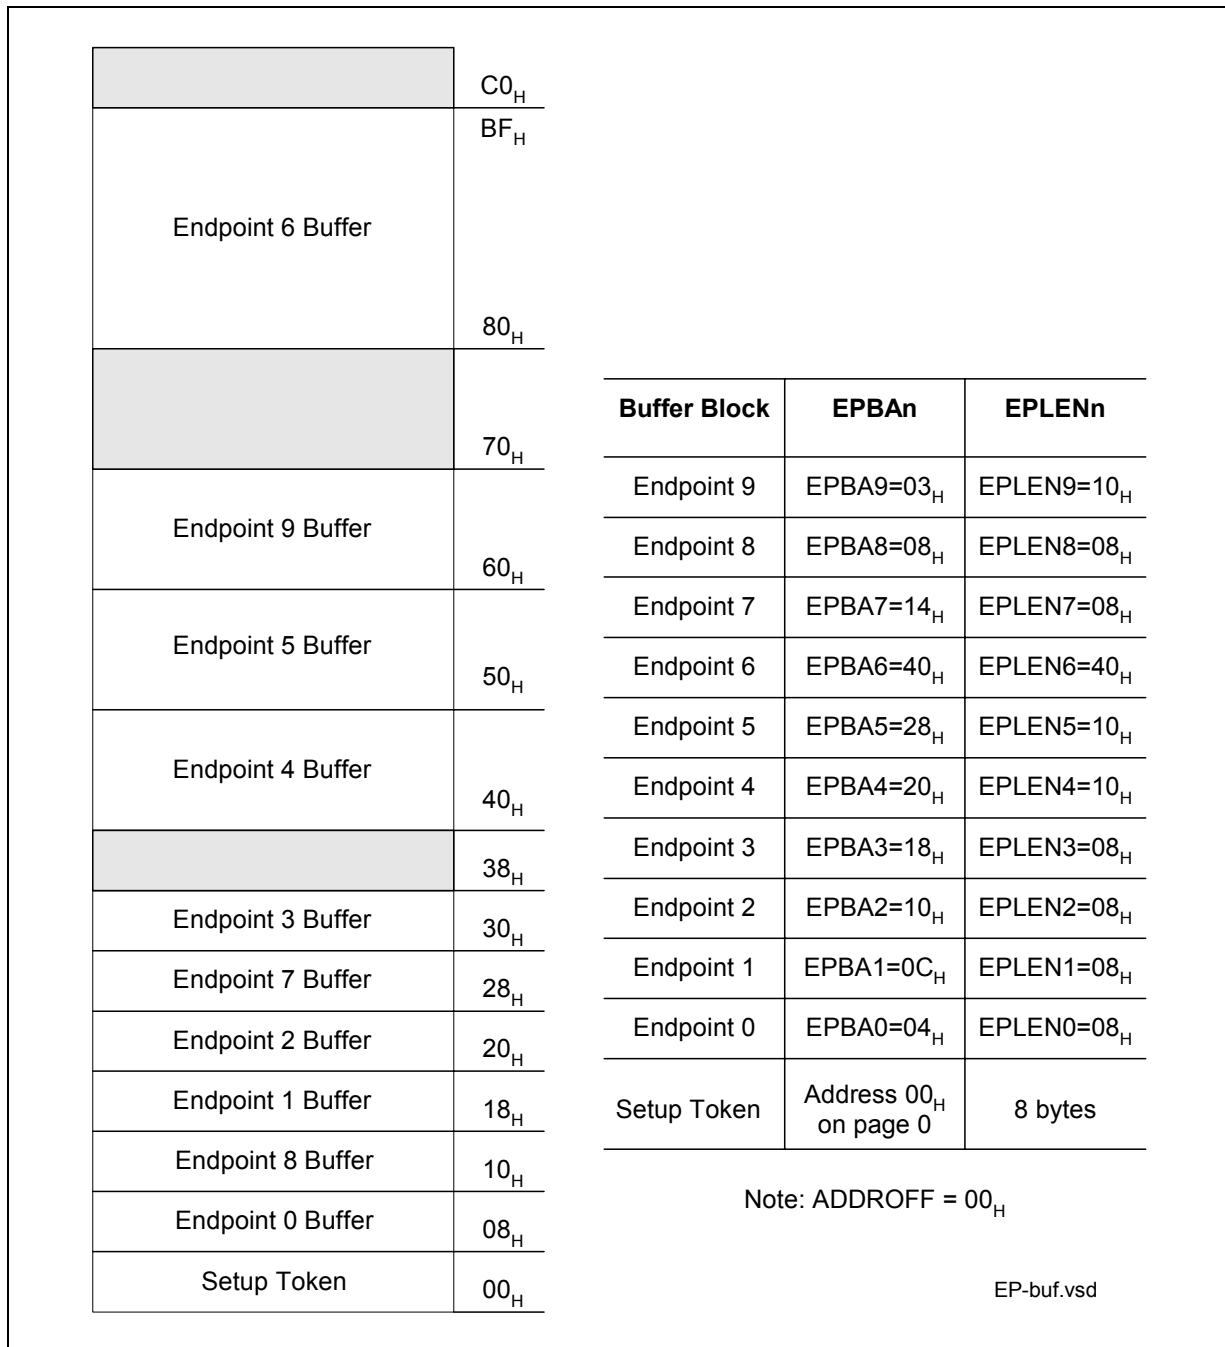 C0H
BFH
Endpoint 6 Buffer
80H
70H
Endpoint 9 Buffer
60H
Endpoint 5 Buffer
50H
Endpoint 4 Buffer
40H
38H
Endpoint 3 Buffer 30H
Endpoint 7 Buffer 28H
Endpoint 2 Buffer 20H
Endpoint 1 Buffer 18H
Endpoint 8 Buffer 10H
Endpoint 0 Buffer 08H
Setup Token 00H
Buffer Block EPBAn EPLENn
Endpoint 9 EPBA9=03H EPLEN9=10H
Endpoint 8 EPBA8=08H EPLEN8=08H
Endpoint 7 EPBA7=14H EPLEN7=08H
Endpoint 6 EPBA6=40H EPLEN6=40H
Endpoint 5 EPBA5=28H EPLEN5=10H
Endpoint 4 EPBA4=20H EPLEN4=10H
Endpoint 3 EPBA3=18H EPLEN3=08H
Endpoint 2 EPBA2=10H EPLEN2=08H
Endpoint 1 EPBA1=0CH EPLEN1=08H
Endpoint 0 EPBA0=04H EPLEN0=08H
Setup Token Address 00H on page 0 8 bytes
Note: ADDROFF = 00H
EP-buf.vsd